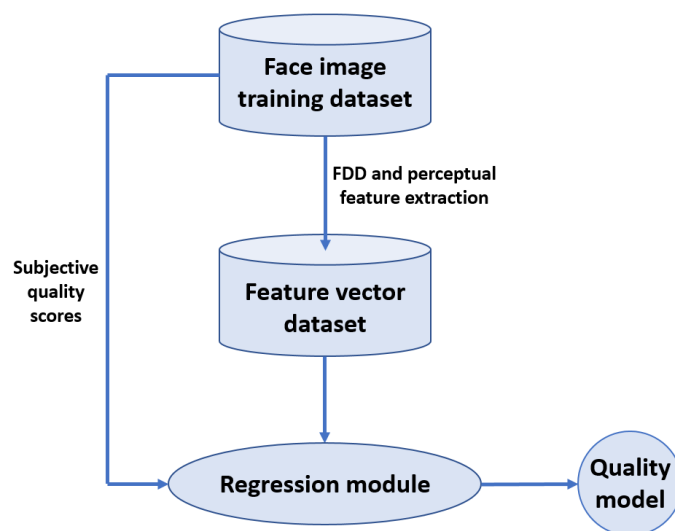 Face image
training dataset
FDD and perceptual
feature extraction
Subjective
quality
scores
Feature vector
dataset
Regression module
Quality
model